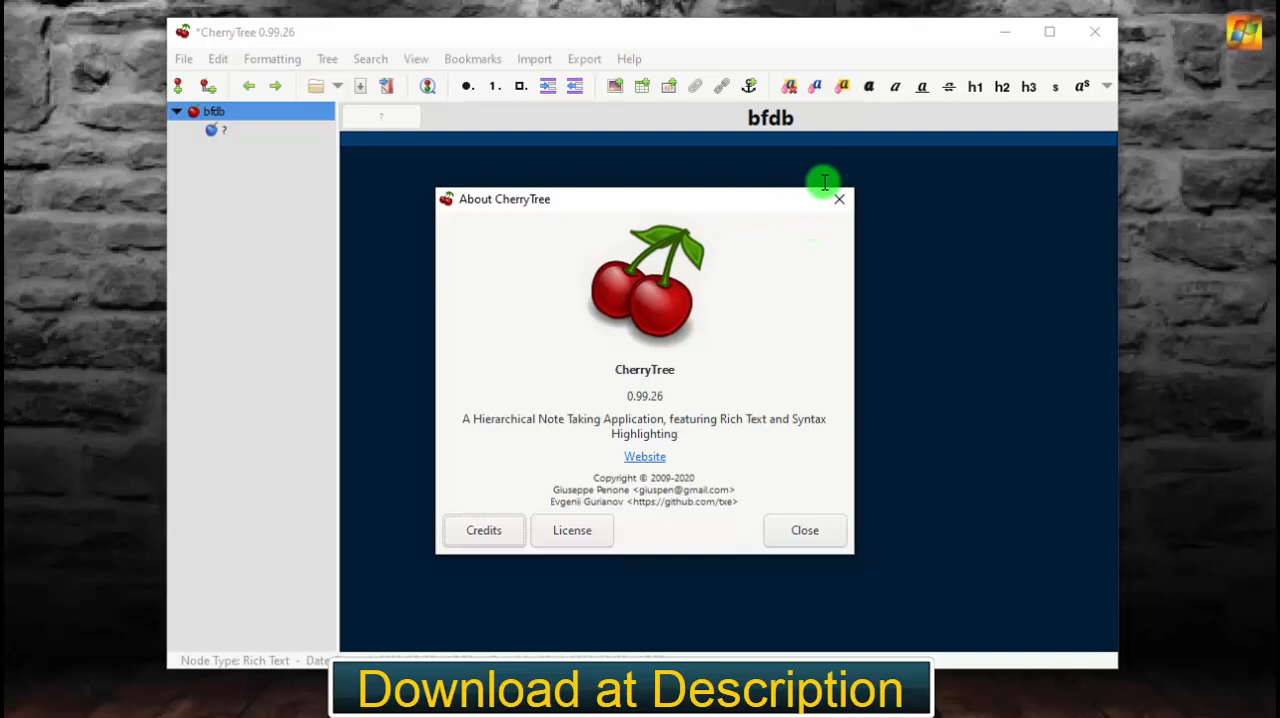 *CherryTree 0.99.26
File Edit Formatting Tree Search View Bookmarks Import Export Help
1. a a a a a a a h1 h2 h3 s aˢ
bfdb
?
?
bfdb
About CherryTree
CherryTree
0.99.26
A Hierarchical Note Taking Application, featuring Rich Text and Syntax
Highlighting
Website
Copyright © 2009-2020
Giuseppe Penone <giuspen@gmail.com>
Evgenii Gurianov <https://github.com/txe>
Credits License Close
Node Type: Rich Text - Date
Download at Description